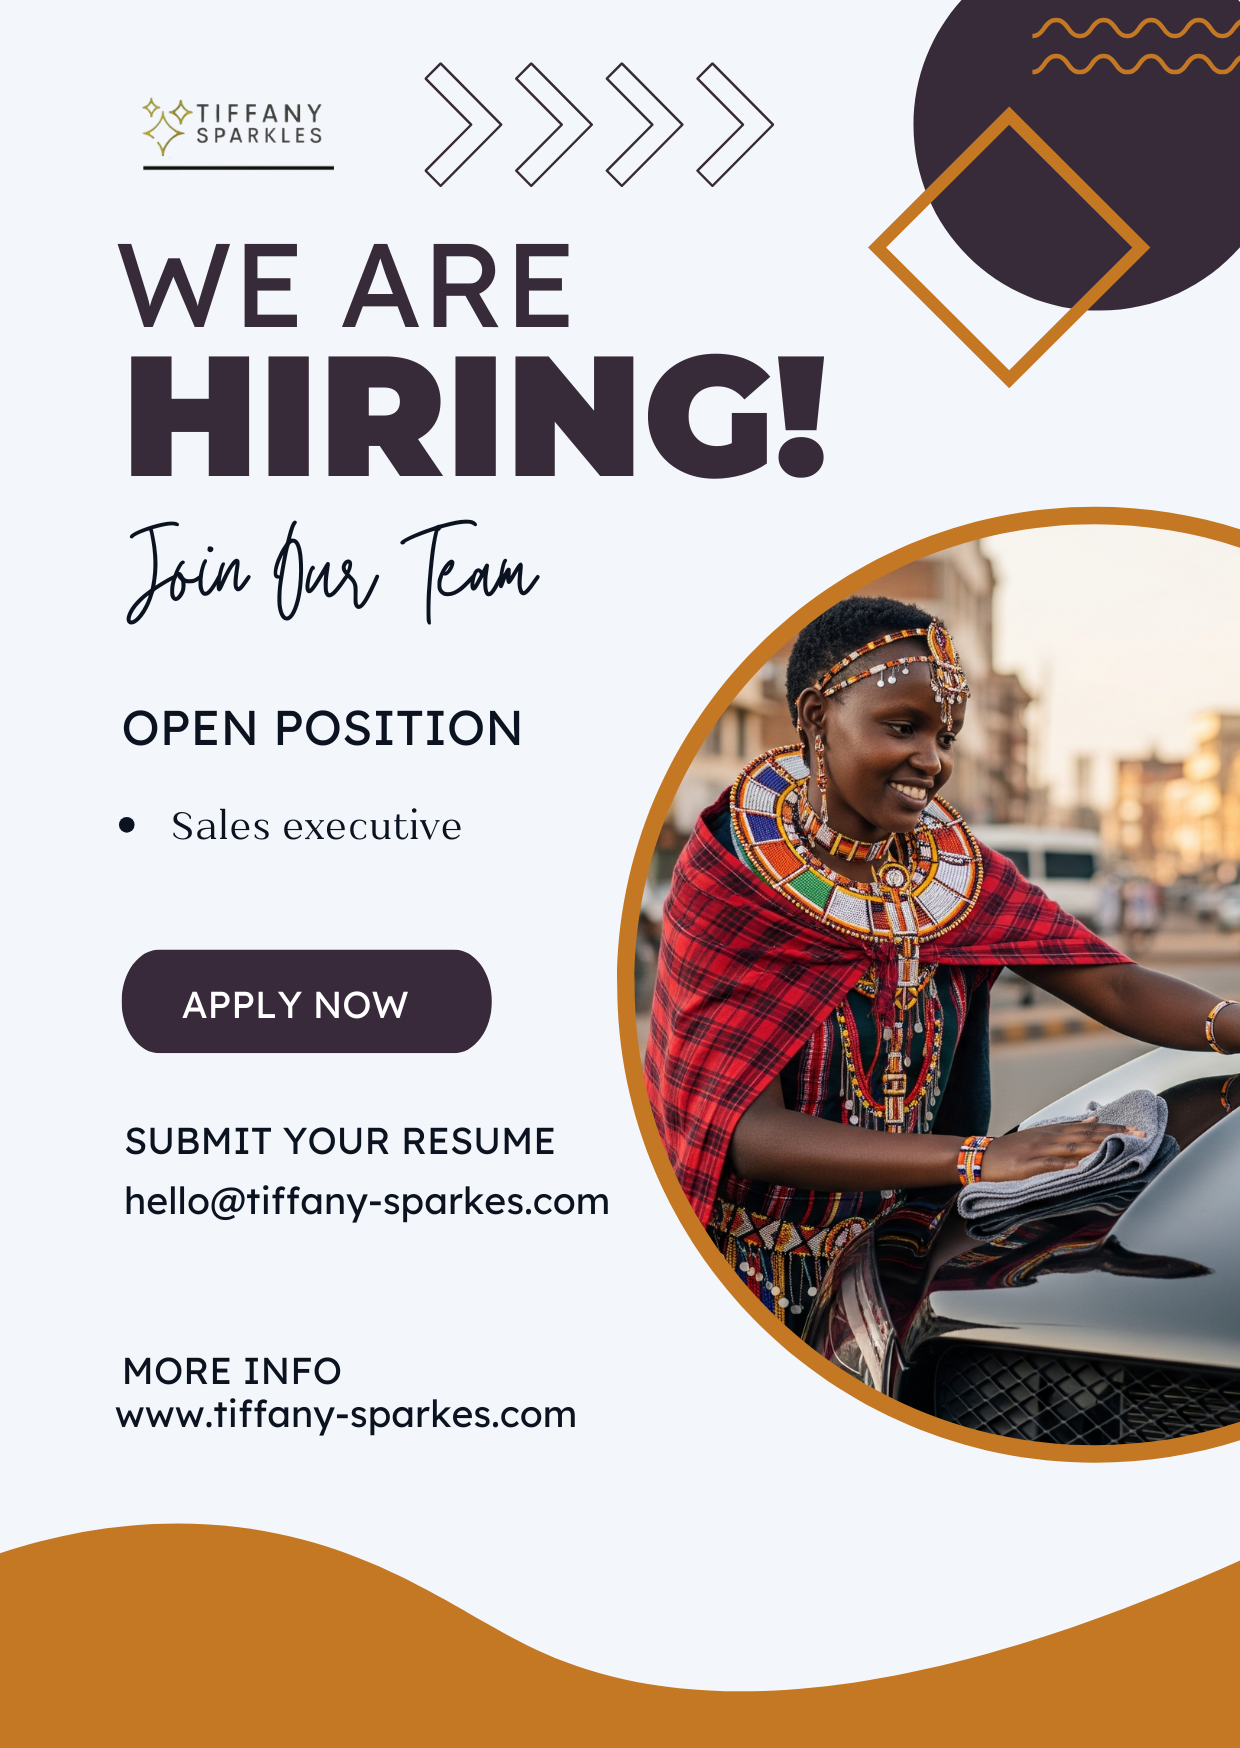 TIFFANY
SPARKLES
WE ARE
HIRING!
Join Our Team
OPEN POSITION
• Sales executive
APPLY NOW
SUBMIT YOUR RESUME
hello@tiffany-sparkes.com
MORE INFO
www.tiffany-sparkes.com